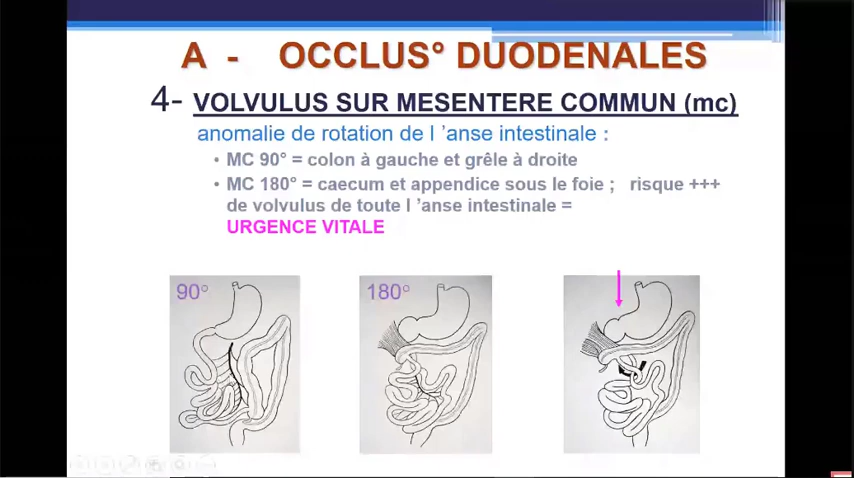 A - OCCLUS° DUODENALES
4- VOLVULUS SUR MESENTERE COMMUN (mc)
anomalie de rotation de l ’anse intestinale :
• MC 90° = colon à gauche et grêle à droite
• MC 180° = caecum et appendice sous le foie ; risque +++
de volvulus de toute l ’anse intestinale =
URGENCE VITALE
90°
180°